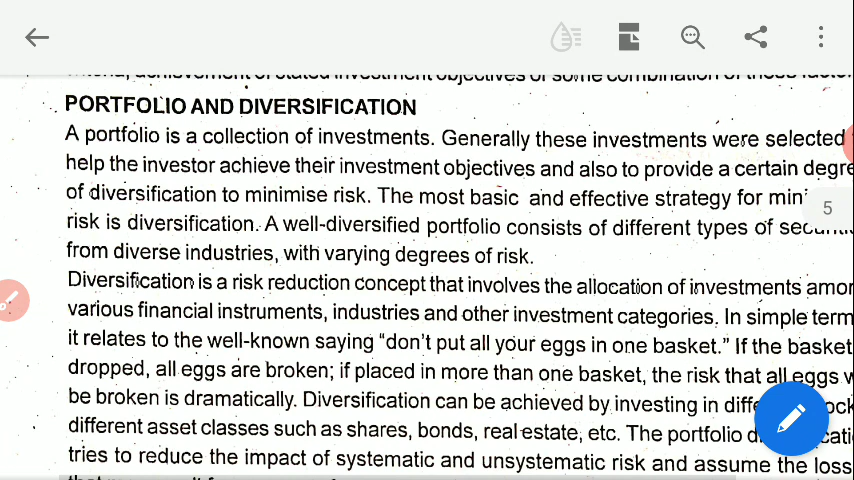 PORTFOLIO AND DIVERSIFICATION
A portfolio is a collection of investments. Generally these investments were selected
help the investor achieve their investment objectives and also to provide a certain degre
of diversification to minimise risk. The most basic and effective strategy for mini
5
risk is diversification. A well-diversified portfolio consists of different types of
from diverse industries, with varying degrees of risk.
Diversification is a risk reduction concept that involves the allocation of investments amon
various financial instruments, industries and other investment categories. In simple term
it relates to the well-known saying “don’t put all your eggs in one basket.” If the basket
dropped, all eggs are broken; if placed in more than one basket, the risk that all eggs w
be broken is dramatically. Diversification can be achieved by investing in
different asset classes such as shares, bonds, real estate, etc. The portfolio
tries to reduce the impact of systematic and unsystematic risk and assume the loss